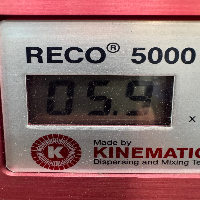 RECO® 5000
05.9
x
Made by
KINEMATIC
Dispersing and Mixing Te
K